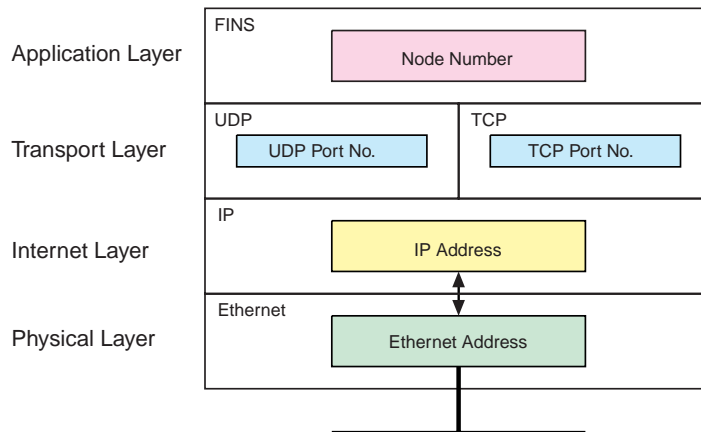 FINS
Application Layer
Node Number
UDP
TCP
Transport Layer
UDP Port No.
TCP Port No.
IP
Internet Layer
IP Address
Ethernet
Physical Layer
Ethernet Address